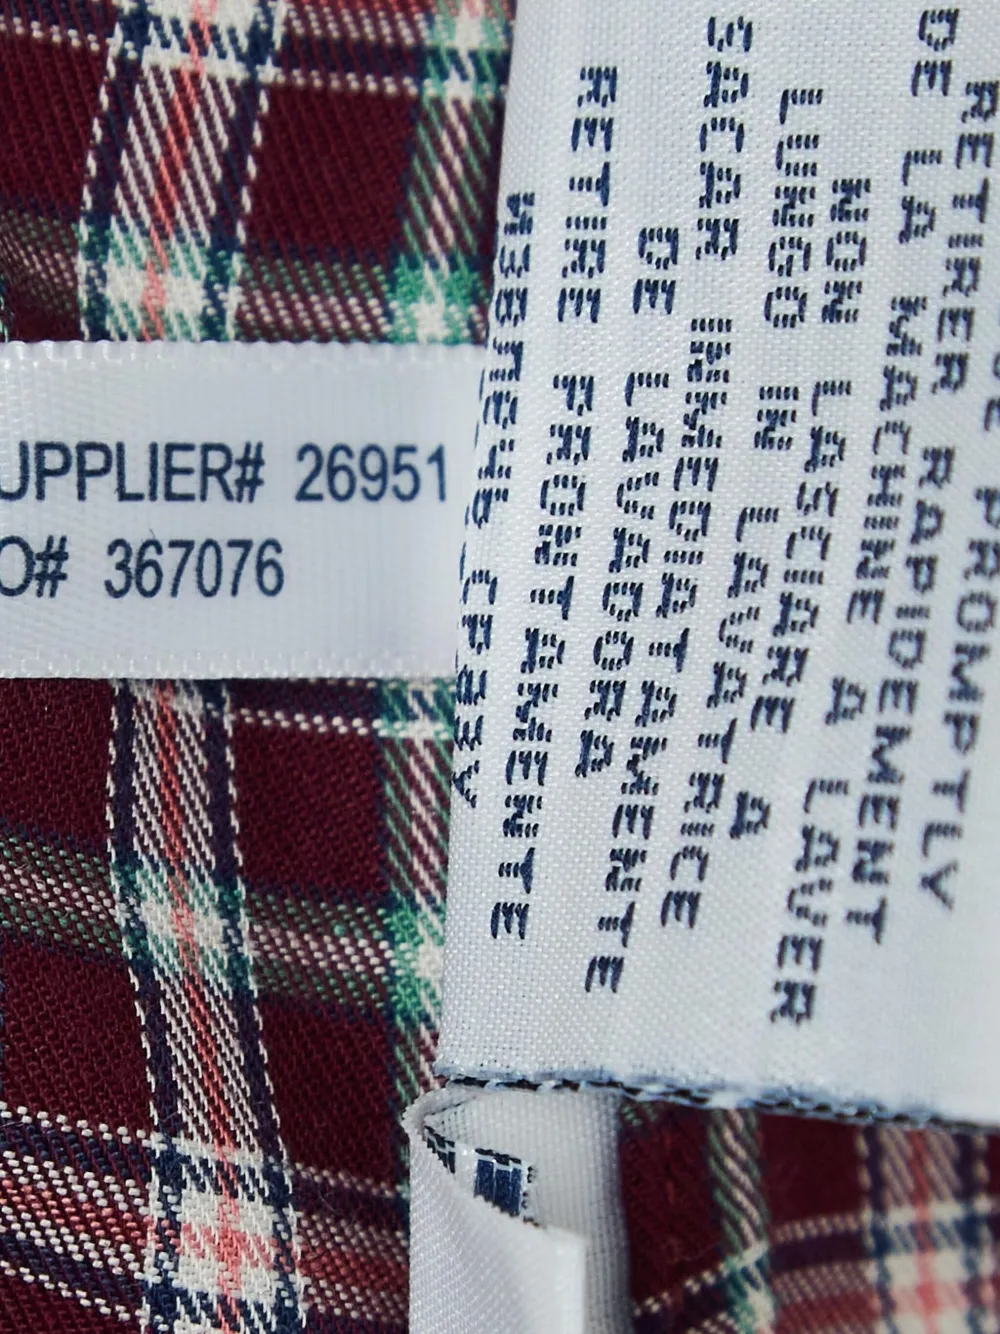 UPPLIER# 26951
O# 367076
PROMPTLY
RETIRER RAPIDEMENT
DE LA MACHINE A LAVER
NON LASCIARE A
LUNGO IN LAVATRICE
SACAR INMEDIATAMENTE
DE LAVADORA
RETIRE PRONTAMENTE